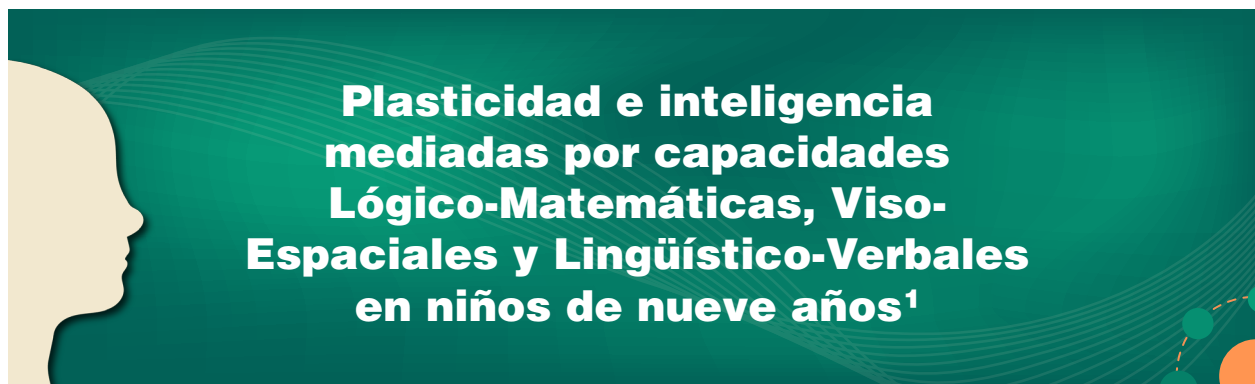 Plasticidad e inteligencia
mediadas por capacidades
Lógico-Matemáticas, Viso-
Espaciales y Lingüístico-Verbales
en niños de nueve años¹